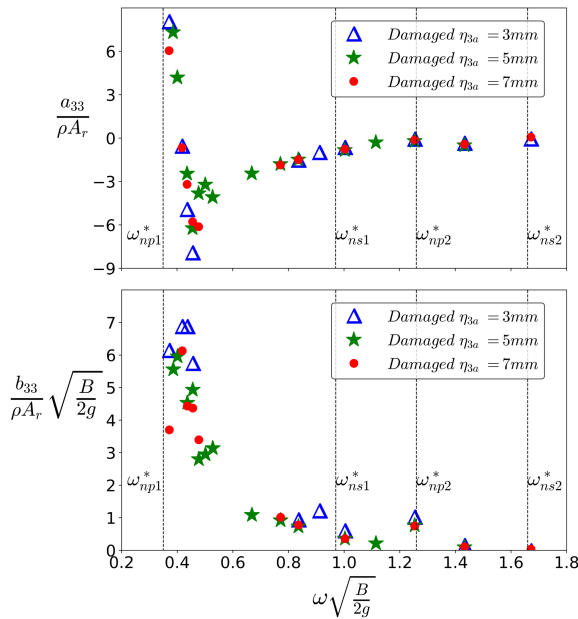 6
3
0
−3
−6
−9
a₃₃/ρAᵣ
Damaged η₃ₐ = 3mm
Damaged η₃ₐ = 5mm
Damaged η₃ₐ = 7mm
ω*ₙₚ₁ ω*ₙₛ₁ ω*ₙₚ₂ ω*ₙₛ₂
7
6
5
4
3
2
1
0
b₃₃/ρAᵣ √(B/2g)
Damaged η₃ₐ = 3mm
Damaged η₃ₐ = 5mm
Damaged η₃ₐ = 7mm
ω*ₙₚ₁ ω*ₙₛ₁ ω*ₙₚ₂ ω*ₙₛ₂
0.2 0.4 0.6 0.8 1.0 1.2 1.4 1.6 1.8
ω√(B/2g)